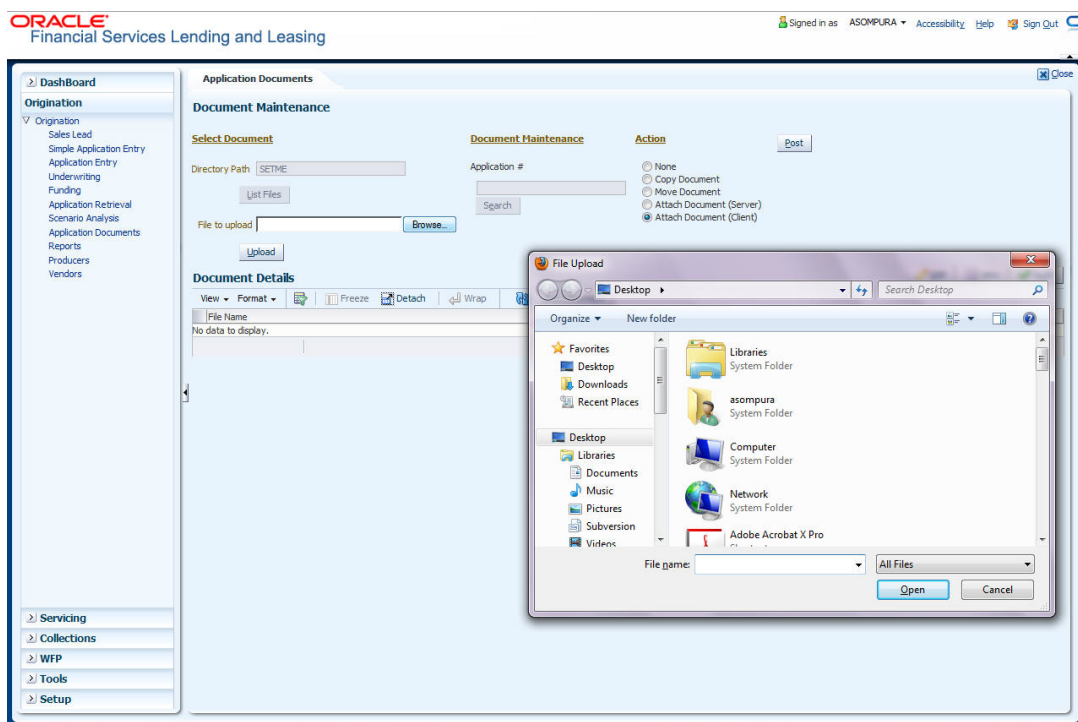 ORACLE
Financial Services Lending and Leasing
Signed in as ASOMPURA Accessibility Help Sign Out
Close
DashBoard
Origination
Origination
Sales Lead
Simple Application Entry
Application Entry
Underwriting
Funding
Application Retrieval
Scenario Analysis
Application Documents
Reports
Producers
Vendors
Servicing
Collections
WFP
Tools
Setup
Application Documents
Document Maintenance
Select Document
Directory Path SETME
List Files
File to upload Browse...
Upload
Document Maintenance
Application #
Search
Action
None
Copy Document
Move Document
Attach Document (Server)
Attach Document (Client)
Post
Document Details
View Format Freeze Detach Wrap
File Name
No data to display.
File Upload
Desktop
Search Desktop
Organize New folder
Favorites
Desktop
Downloads
Recent Places
Desktop
Libraries
Documents
Music
Pictures
Subversion
Videos
Libraries
System Folder
asompura
System Folder
Computer
System Folder
Network
System Folder
Adobe Acrobat X Pro
File name: All Files
Open Cancel